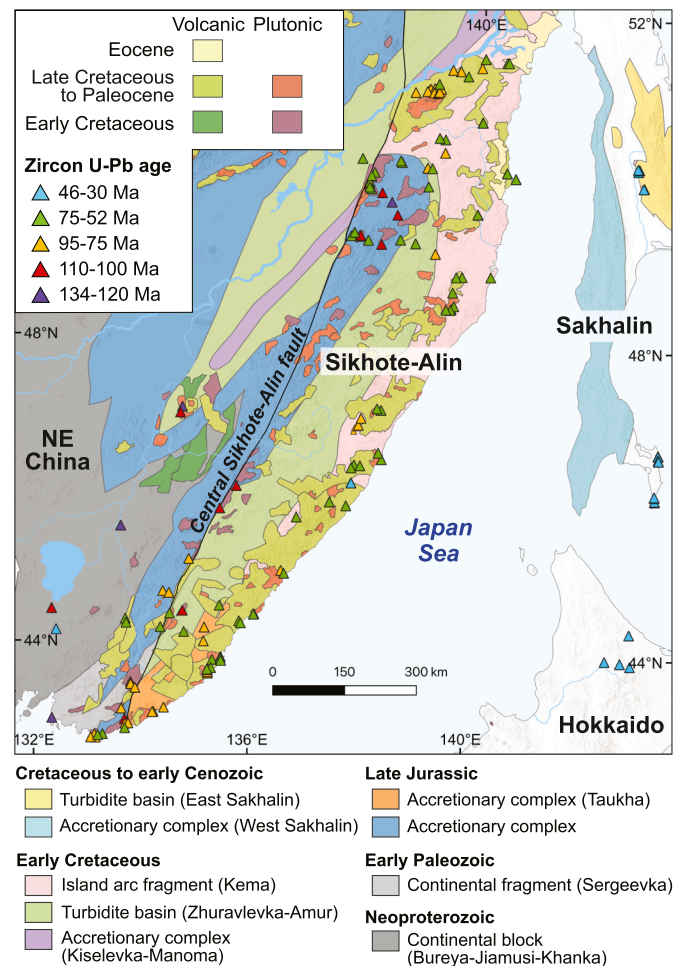 140°E
52°N
Volcanic Plutonic
Eocene
Late Cretaceous
to Paleocene
Early Cretaceous
Zircon U-Pb age
46-30 Ma
75-52 Ma
95-75 Ma
110-100 Ma
134-120 Ma
48°N
Sakhalin
48°N
Sikhote-Alin
Central Sikhote-Alin fault
NE
China
Japan
Sea
44°N
44°N
0 150 300 km
Hokkaido
132°E 136°E 140°E
Cretaceous to early Cenozoic
Turbidite basin (East Sakhalin)
Accretionary complex (West Sakhalin)
Early Cretaceous
Island arc fragment (Kema)
Turbidite basin (Zhuravlevka-Amur)
Accretionary complex
(Kiselevka-Manoma)
Late Jurassic
Accretionary complex (Taukha)
Accretionary complex
Early Paleozoic
Continental fragment (Sergeevka)
Neoproterozoic
Continental block
(Bureya-Jiamusi-Khanka)